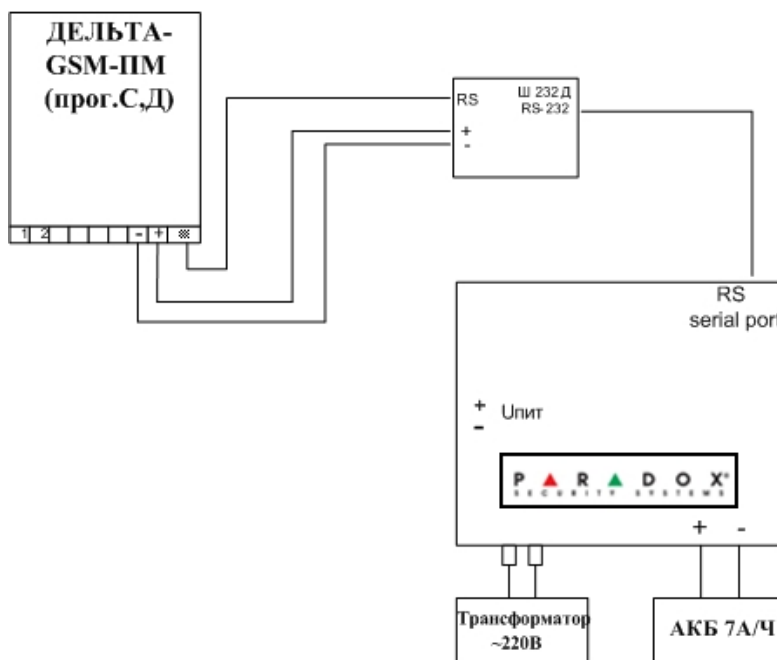 ДЕЛЬТА-
GSM-ПМ
(прог.С,Д)
1 2 - +
RS
Ш 232 Д
RS-232
+
-
RS
serial port
+
-
Uпит
PARADOX®
SECURITY SYSTEMS
+ -
Трансформатор
~220В
АКБ 7А/Ч